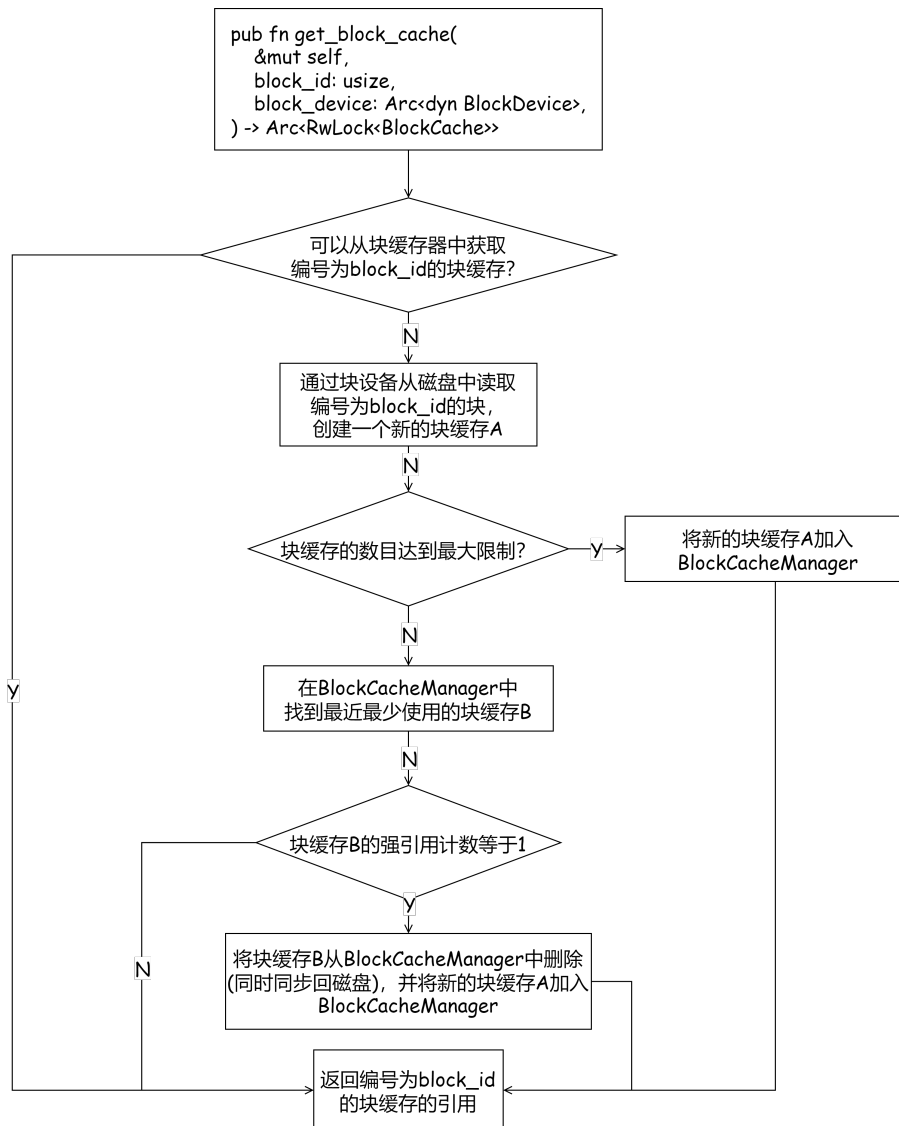 pub fn get_block_cache(
&mut self,
block_id: usize,
block_device: Arc<dyn BlockDevice>,
) -> Arc<RwLock<BlockCache>>
可以从块缓存器中获取
编号为block_id的块缓存？
N
通过块设备从磁盘中读取
编号为block_id的块，
创建一个新的块缓存A
N
块缓存的数目达到最大限制？
y
将新的块缓存A加入
BlockCacheManager
N
在BlockCacheManager中
找到最近最少使用的块缓存B
y
N
块缓存B的强引用计数等于1
y
将块缓存B从BlockCacheManager中删除
(同时同步回磁盘)，并将新的块缓存A加入
BlockCacheManager
N
返回编号为block_id
的块缓存的引用